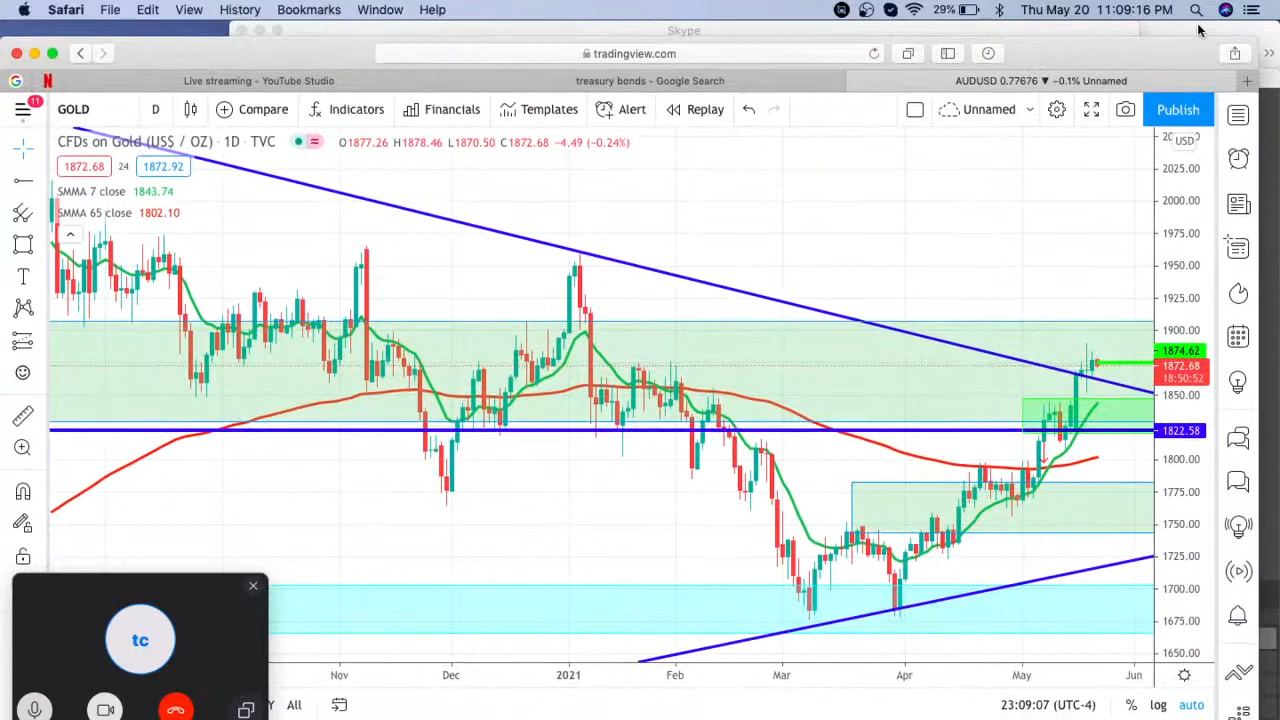 Safari File Edit View History Bookmarks Window Help 29% Thu May 20 11:09:16 PM
Skype
tradingview.com
G N Live streaming - YouTube Studio treasury bonds - Google Search AUDUSD 0.77676 ▼ −0.1% Unnamed
11 GOLD D Compare Indicators Financials Templates Alert Replay Unnamed Publish
CFDs on Gold (US$ / OZ) · 1D · TVC O1877.26 H1878.46 L1870.50 C1872.68 −4.49 (−0.24%)
USD
1872.68 24 1872.92
2025.00
SMMA 7 close 1843.74
2000.00
SMMA 65 close 1802.10
1975.00
1950.00
1925.00
1900.00
1874.62
1872.68
18:50:52
1850.00
1822.58
1800.00
1775.00
1750.00
1725.00
1700.00
1675.00
1650.00
tc
Nov Dec 2021 Feb Mar Apr May Jun
Y All 23:09:07 (UTC-4) % log auto